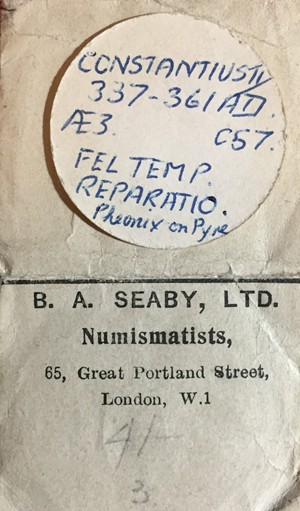 CONSTANTIUS II
337-361 AD.
Æ3. C57.
FEL TEMP.
REPARATIO.
Pheonix on Pyre
B. A. SEABY, LTD.
Numismatists,
65, Great Portland Street,
London, W.1
4/-
3